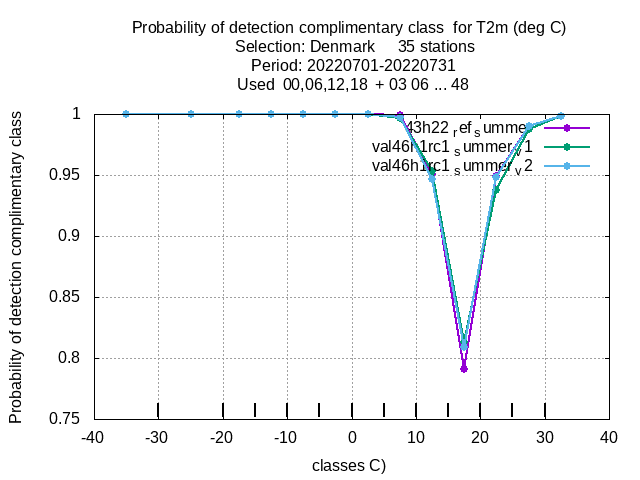 Probability of detection complimentary class for T2m (deg C)
Selection: Denmark 35 stations
Period: 20220701-20220731
Used 00,06,12,18 + 03 06 ... 48
Probability of detection complimentary class
1
0.95
0.9
0.85
0.8
0.75
43h22 ref summer
val46h1rc1 summer v1
val46h1rc1 summer v2
-40 -30 -20 -10 0 10 20 30 40
classes C)